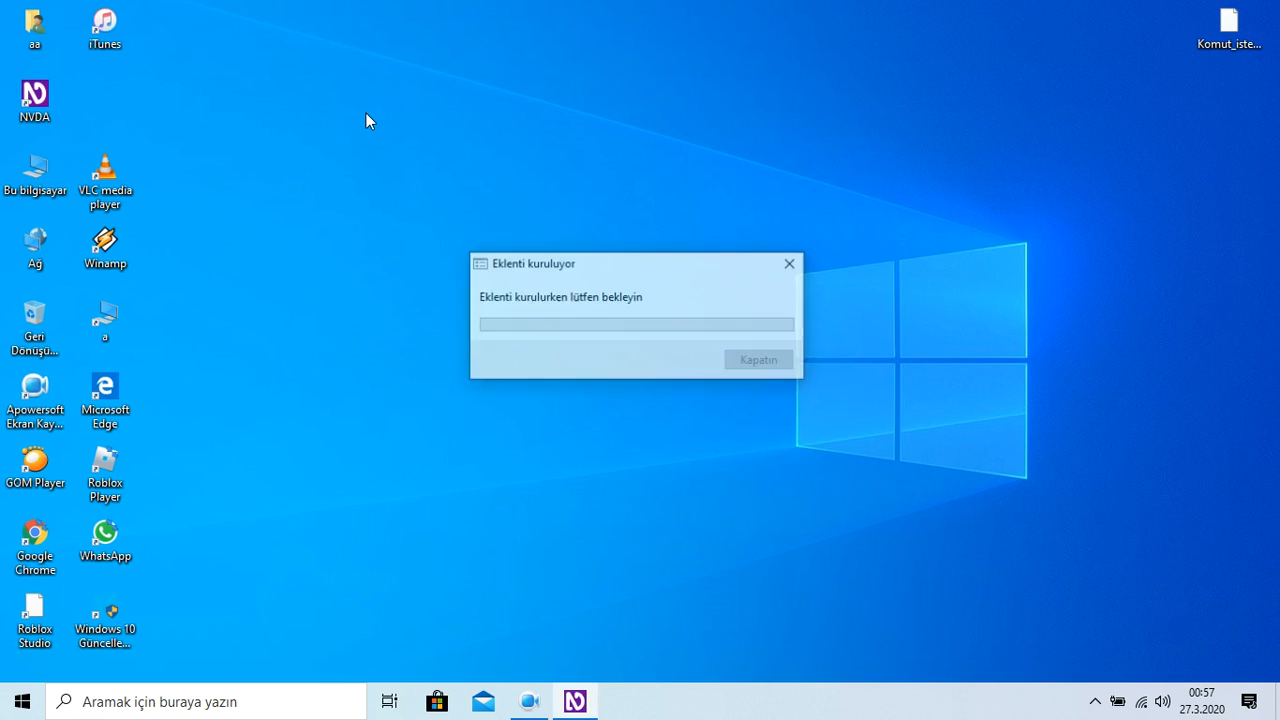 aa
iTunes
Komut_iste...
NVDA
Bu bilgisayar
VLC media
player
Ağ
Winamp
Geri
Dönüşü...
a
Apowersoft
Ekran Kay...
Microsoft
Edge
GOM Player
Roblox
Player
Google
Chrome
WhatsApp
Roblox
Studio
Windows 10
Güncelle...
Eklenti kuruluyor
Eklenti kurulurken lütfen bekleyin
Kapatın
Aramak için buraya yazın
00:57
27.3.2020